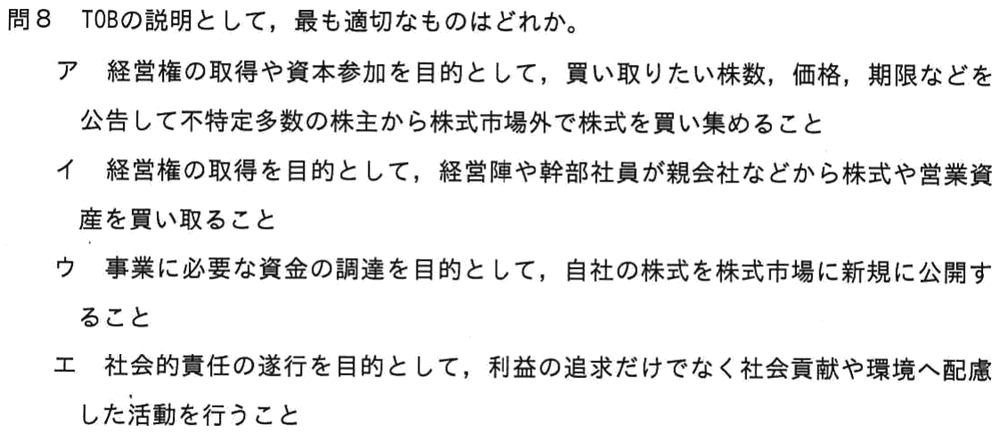 問8 TOBの説明として，最も適切なものはどれか。
ア 経営権の取得や資本参加を目的として，買い取りたい株数，価格，期限などを
公告して不特定多数の株主から株式市場外で株式を買い集めること
イ 経営権の取得を目的として，経営陣や幹部社員が親会社などから株式や営業資
産を買い取ること
ウ 事業に必要な資金の調達を目的として，自社の株式を株式市場に新規に公開す
ること
エ 社会的責任の遂行を目的として，利益の追求だけでなく社会貢献や環境へ配慮
した活動を行うこと